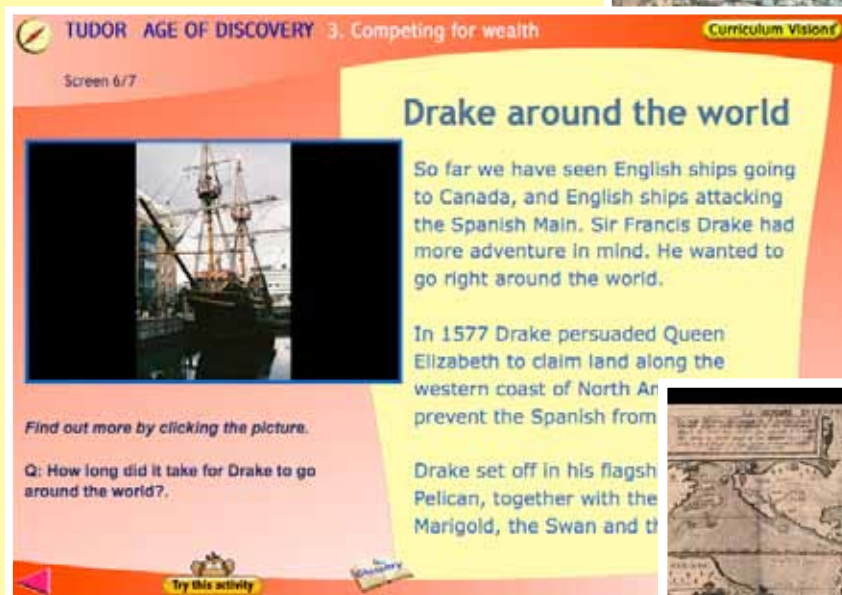 TUDOR AGE OF DISCOVERY 3. Competing for wealth
Curriculum Visions
Screen 6/7
Drake around the world
So far we have seen English ships going
to Canada, and English ships attacking
the Spanish Main. Sir Francis Drake had
more adventure in mind. He wanted to
go right around the world.
In 1577 Drake persuaded Queen
Elizabeth to claim land along the
western coast of North Am
prevent the Spanish from
Drake set off in his flagsh
Pelican, together with the
Marigold, the Swan and th
Find out more by clicking the picture.
Q: How long did it take for Drake to go
around the world?.
Try this activity
Glossary